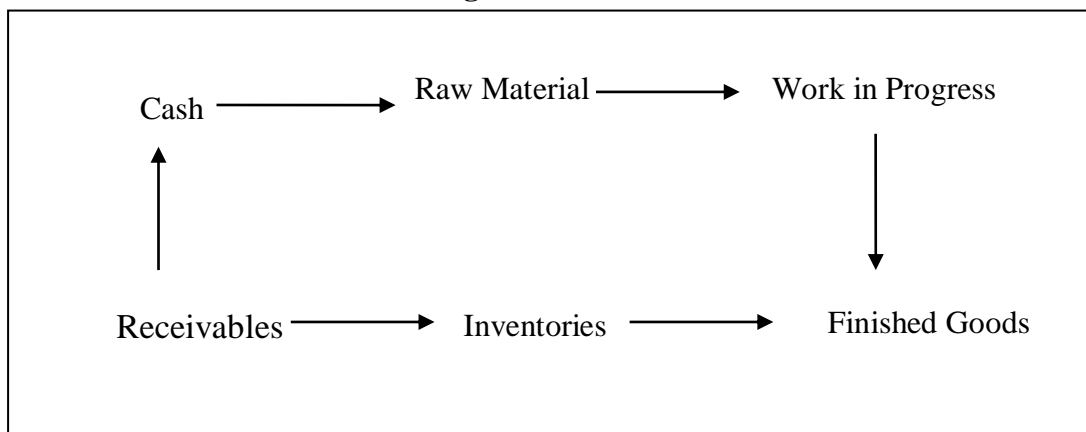 Cash
Raw Material
Work in Progress
Receivables
Inventories
Finished Goods